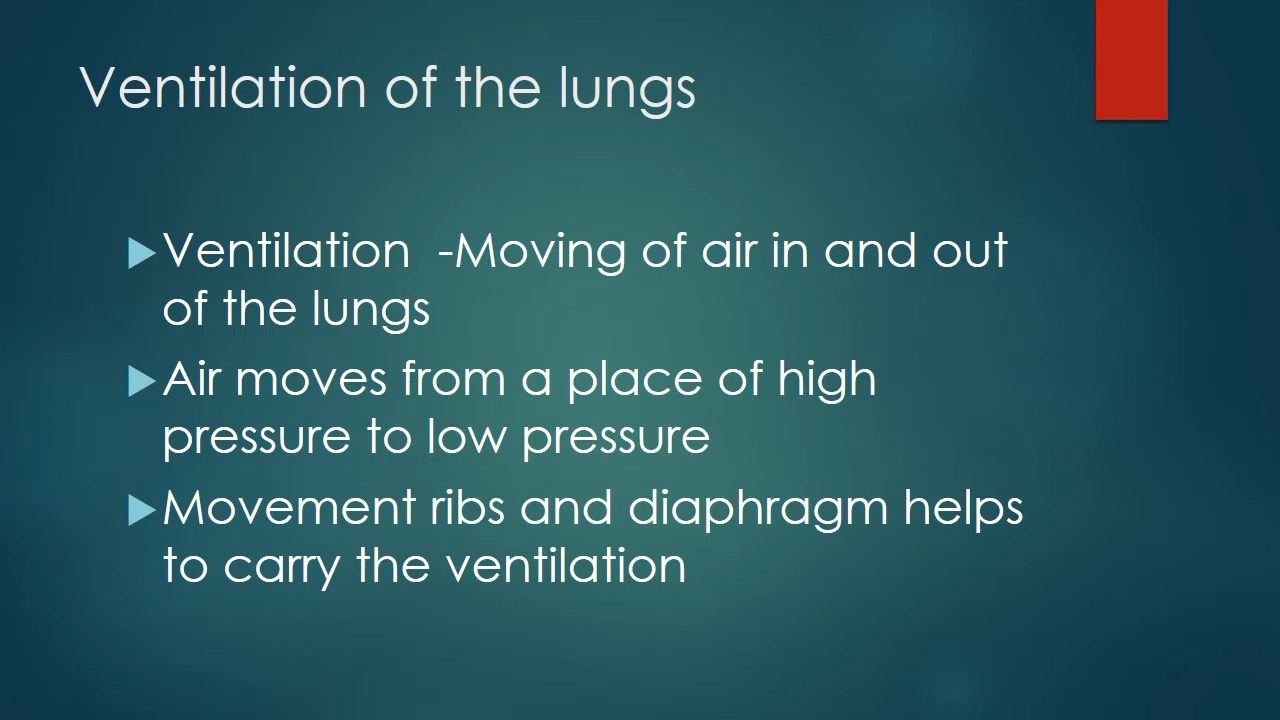 Ventilation of the lungs
Ventilation  -Moving of air in and out
of the lungs
Air moves from a place of high
pressure to low pressure
Movement ribs and diaphragm helps
to carry the ventilation